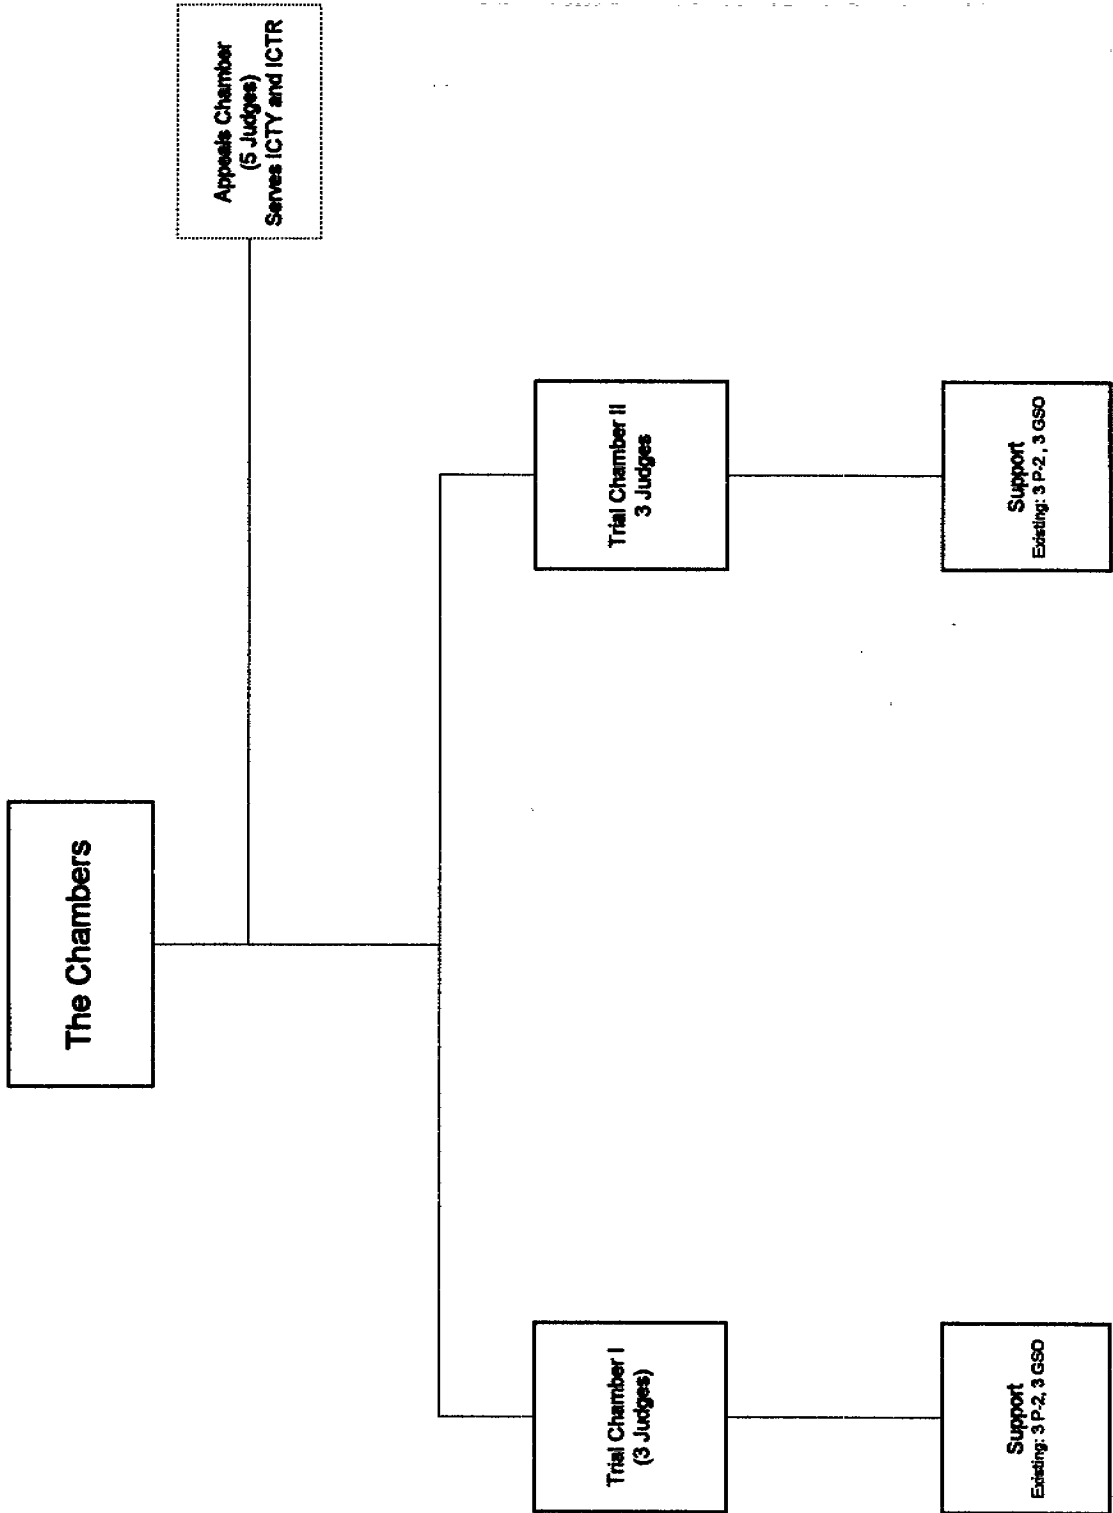 The Chambers
Appeals Chamber
(5 Judges)
Serves ICTY and ICTR
Trial Chamber I
(3 Judges)
Trial Chamber II
3 Judges
Support
Existing: 3 P-2, 3 GSO
Support
Existing: 3 P-2 , 3 GSO